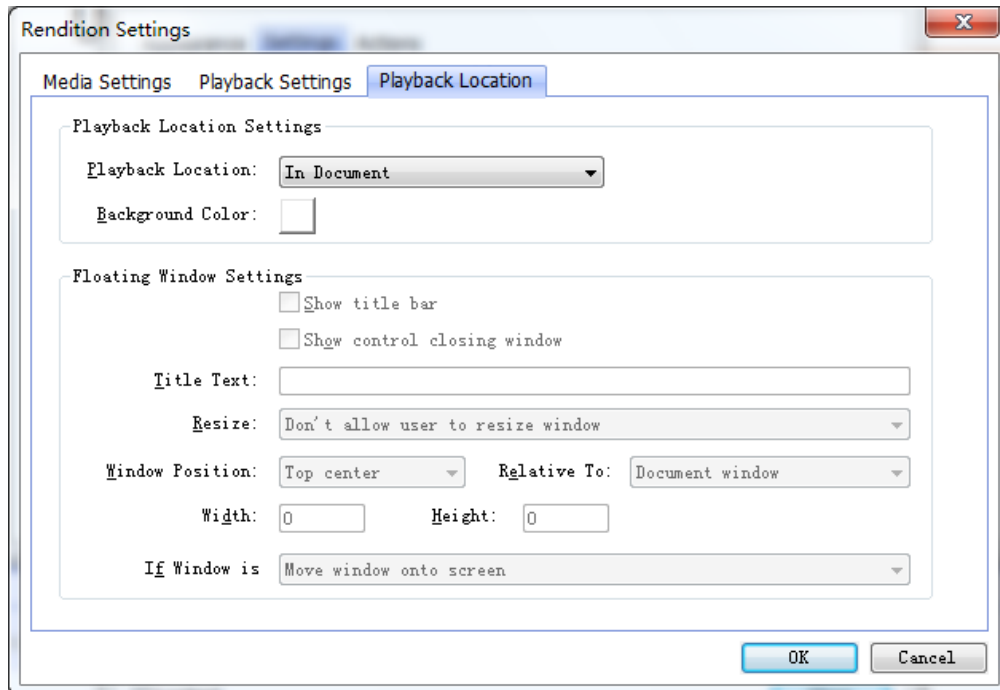 Rendition Settings
Settings Actions
Media Settings Playback Settings Playback Location
Playback Location Settings
Playback Location: In Document
Background Color:
Floating Window Settings
Show title bar
Show control closing window
Title Text:
Resize: Don't allow user to resize window
Window Position: Top center Relative To: Document window
Width: 0 Height: 0
If Window is Move window onto screen
OK Cancel